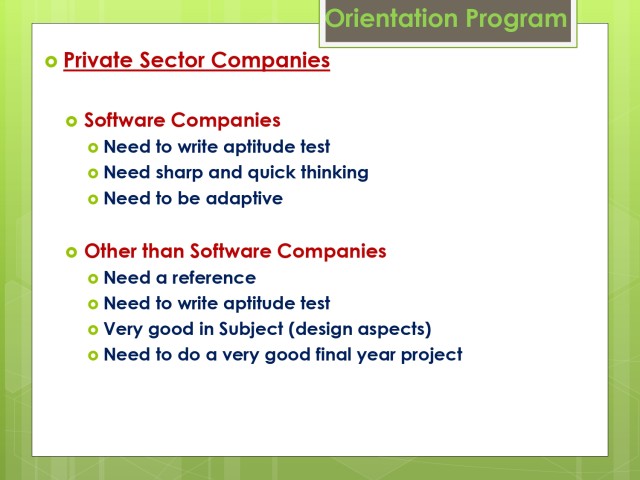 Orientation Program
Private Sector Companies
Software Companies
Need to write aptitude test
Need sharp and quick thinking
Need to be adaptive
Other than Software Companies
Need a reference
Need to write aptitude test
Very good in Subject (design aspects)
Need to do a very good final year project